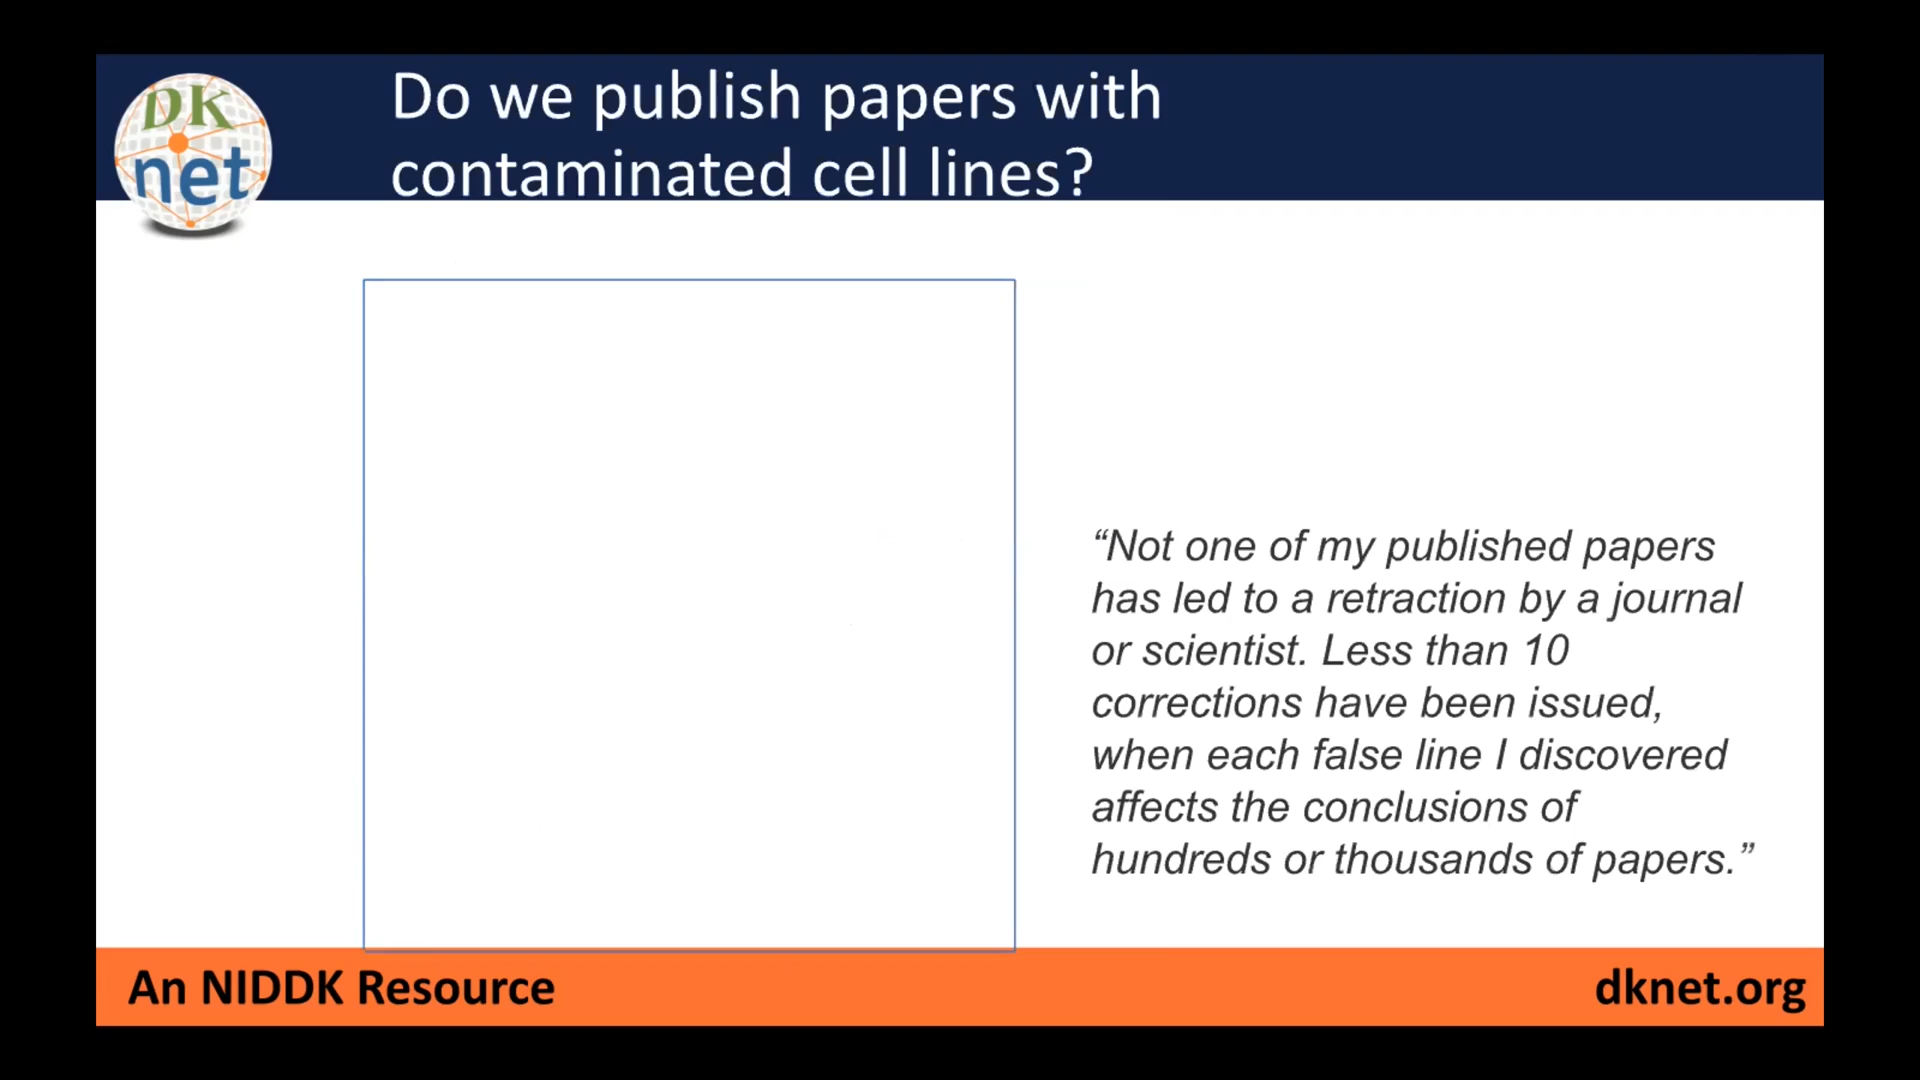 DK
net
Do we publish papers with
contaminated cell lines?
“Not one of my published papers
has led to a retraction by a journal
or scientist. Less than 10
corrections have been issued,
when each false line I discovered
affects the conclusions of
hundreds or thousands of papers.”
An NIDDK Resource
dknet.org